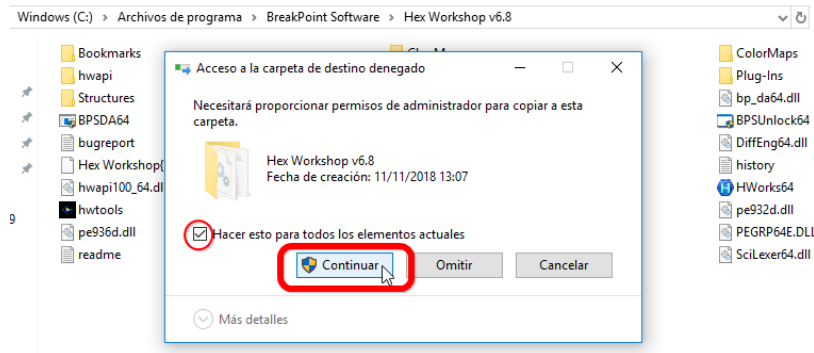 Windows (C:) > Archivos de programa > BreakPoint Software > Hex Workshop v6.8
Bookmarks
hwapi
Structures
BPSDA64
bugreport
Hex Workshop(
hwapi100_64.dl
hwtools
pe936d.dll
readme
9
Acceso a la carpeta de destino denegado
Necesitará proporcionar permisos de administrador para copiar a esta
carpeta.
Hex Workshop v6.8
Fecha de creación: 11/11/2018 13:07
Hacer esto para todos los elementos actuales
Continuar Omitir Cancelar
Más detalles
ColorMaps
Plug-Ins
bp_da64.dll
BPSUnlock64
DiffEng64.dll
history
HWorks64
pe932d.dll
PEGRP64E.DLL
SciLexer64.dll